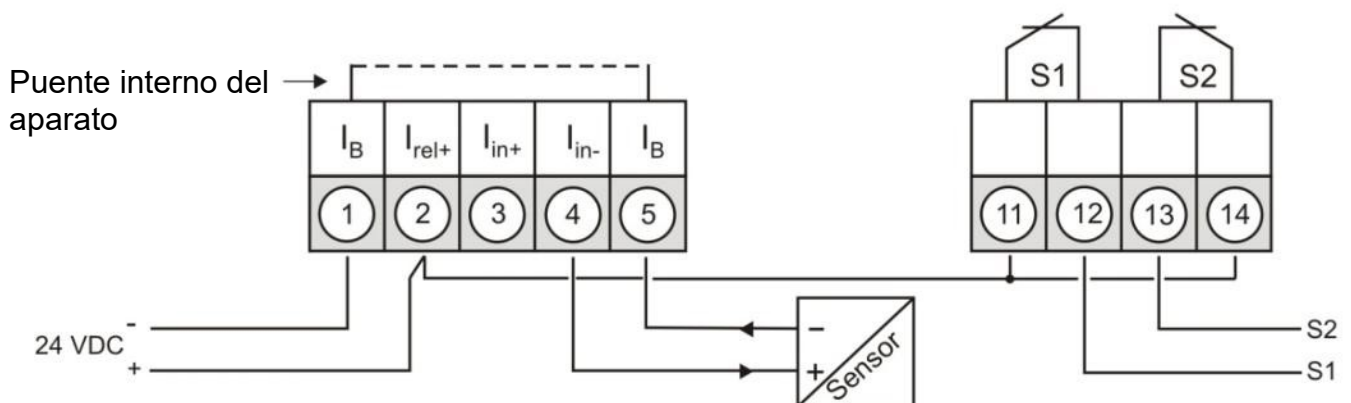 Puente interno del
aparato
S1 S2
I_B I_rel+ I_in+ I_in- I_B
1 2 3 4 5 11 12 13 14
24 VDC
-
+
-
+
Sensor
S2
S1